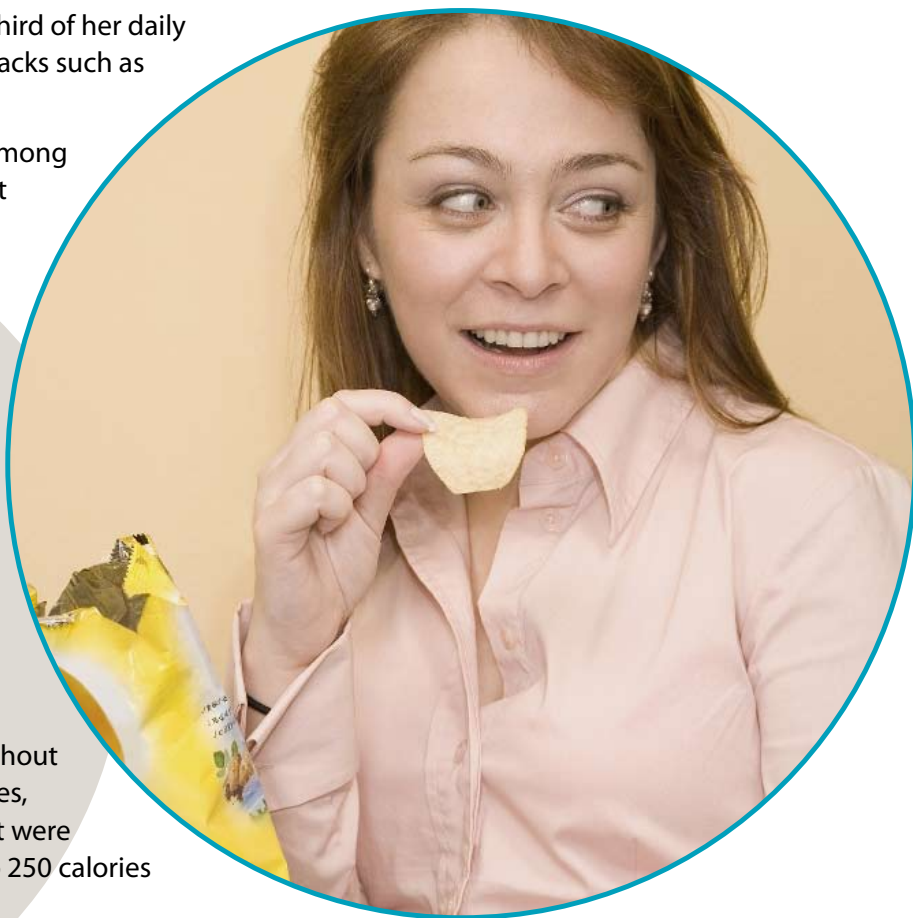 hird of her daily
acks such as
mong
t
hout
es,
t were
250 calories